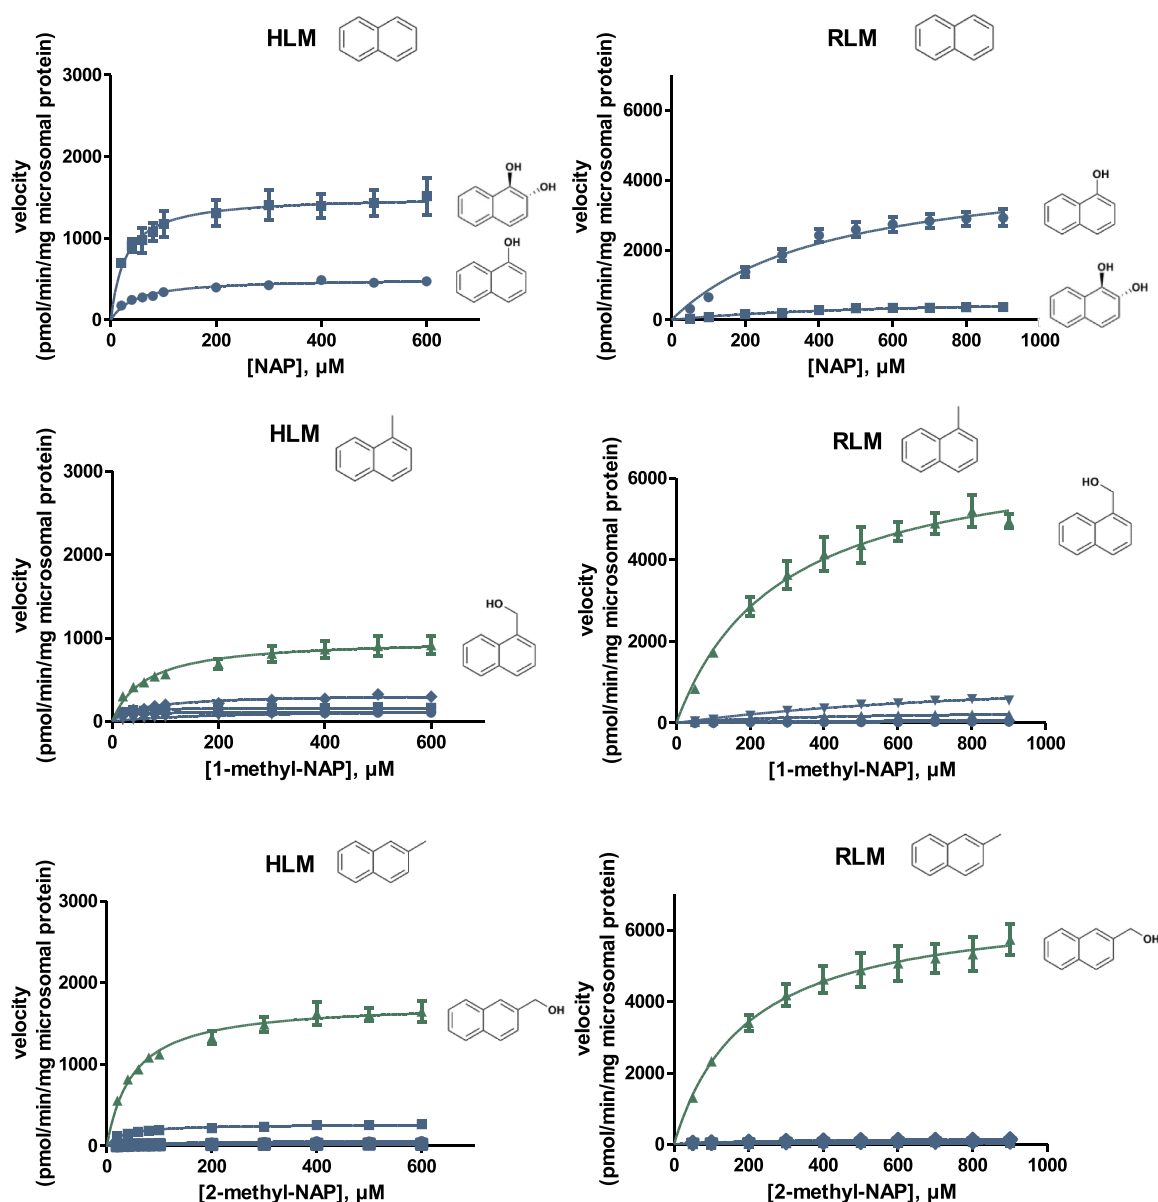 HLM
velocity
(pmol/min/mg microsomal protein)
3000
2000
1000
0
0 200 400 600
[NAP], µM
OH
OH
OH
RLM
velocity
(pmol/min/mg microsomal protein)
6000
4000
2000
0
0 200 400 600 800 1000
[NAP], µM
OH
OH
OH
HLM
velocity
(pmol/min/mg microsomal protein)
3000
2000
1000
0
0 200 400 600
[1-methyl-NAP], µM
HO
RLM
velocity
(pmol/min/mg microsomal protein)
6000
4000
2000
0
0 200 400 600 800 1000
[1-methyl-NAP], µM
HO
HLM
velocity
(pmol/min/mg microsomal protein)
3000
2000
1000
0
0 200 400 600
[2-methyl-NAP], µM
OH
RLM
velocity
(pmol/min/mg microsomal protein)
6000
4000
2000
0
0 200 400 600 800 1000
[2-methyl-NAP], µM
OH